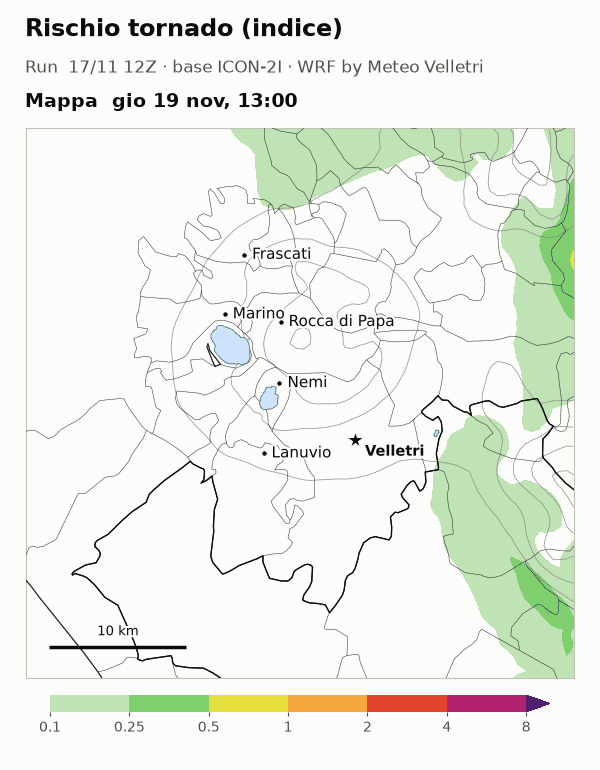 Rischio tornado (indice)
Run  17/11 12Z · base ICON-2I · WRF by Meteo Velletri
Mappa  gio 19 nov, 13:00
Frascati
Marino
Rocca di Papa
Nemi
Velletri
Lanuvio
10 km
0.1 0.25 0.5 1 2 4 8